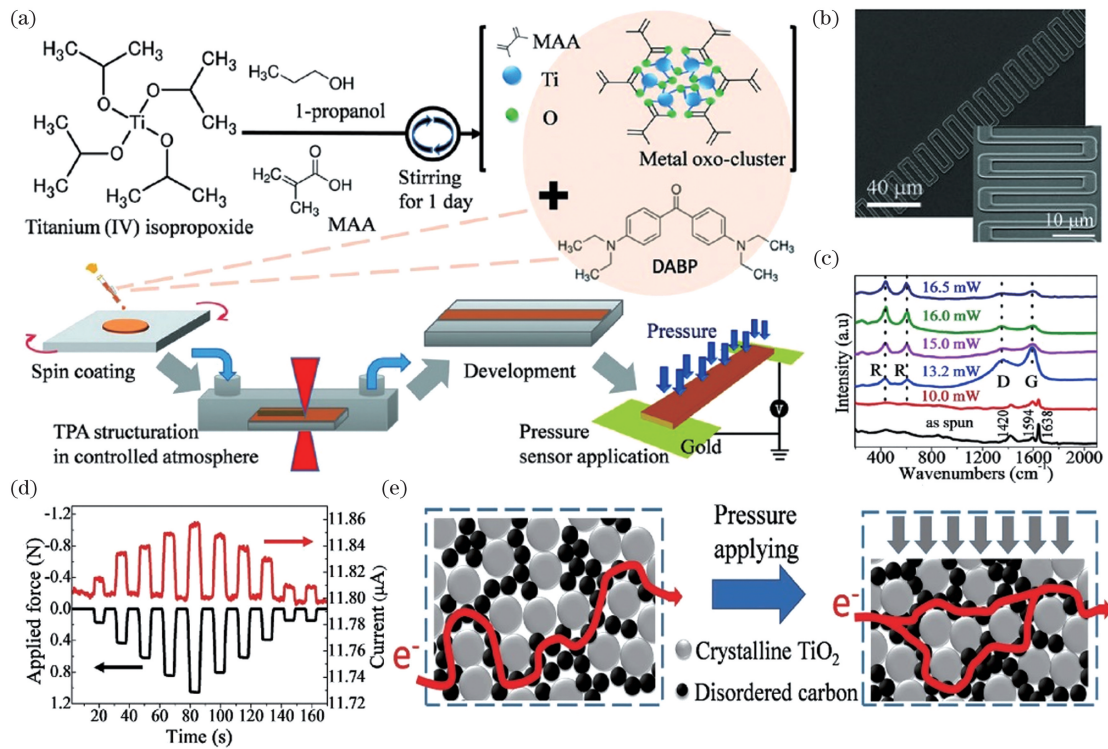 (a)
H₃C
CH₃
H₃C
CH₃
O
O
Ti
O
O
CH₃
H₃C
H₃C
CH₃
Titanium (IV) isopropoxide
H₃C
OH
1-propanol
O
H₂C
OH
CH₃
MAA
Stirring
for 1 day
MAA
Ti
O
Metal oxo-cluster
O
H₃C
N
N
CH₃
H₃C
CH₃
DABP
Spin coating
TPA structuration
in controlled atmosphere
Development
Pressure
V
Pressure
sensor application
Gold
(b)
40 μm
10 μm
(c)
16.5 mW
16.0 mW
15.0 mW
13.2 mW
10.0 mW
as spun
R
R
D
G
1420
1594
1638
Intensity (a.u)
400
1000
1600
2000
Wavenumbers (cm⁻¹)
(d)
-1.2
-0.8
-0.4
0.0
0.4
0.8
1.2
Applied force (N)
11.86
11.84
11.82
11.80
11.78
11.76
11.74
11.72
Current (μA)
20
40
60
80
100
120
140
160
Time (s)
(e)
e⁻
Pressure
applying
Crystalline TiO₂
Disordered carbon
e⁻